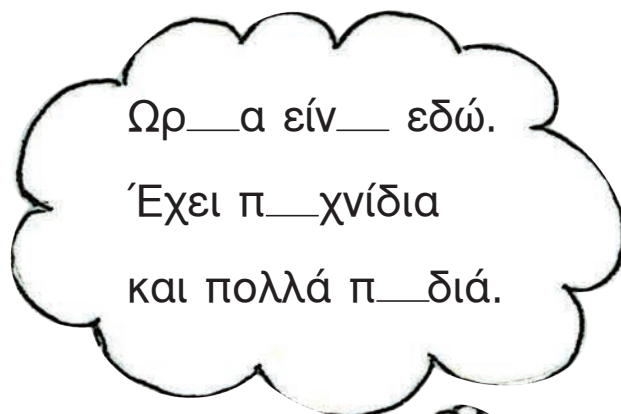 Ωρ__α είν__ εδώ.
Έχει π__χνίδια
και πολλά π__διά.